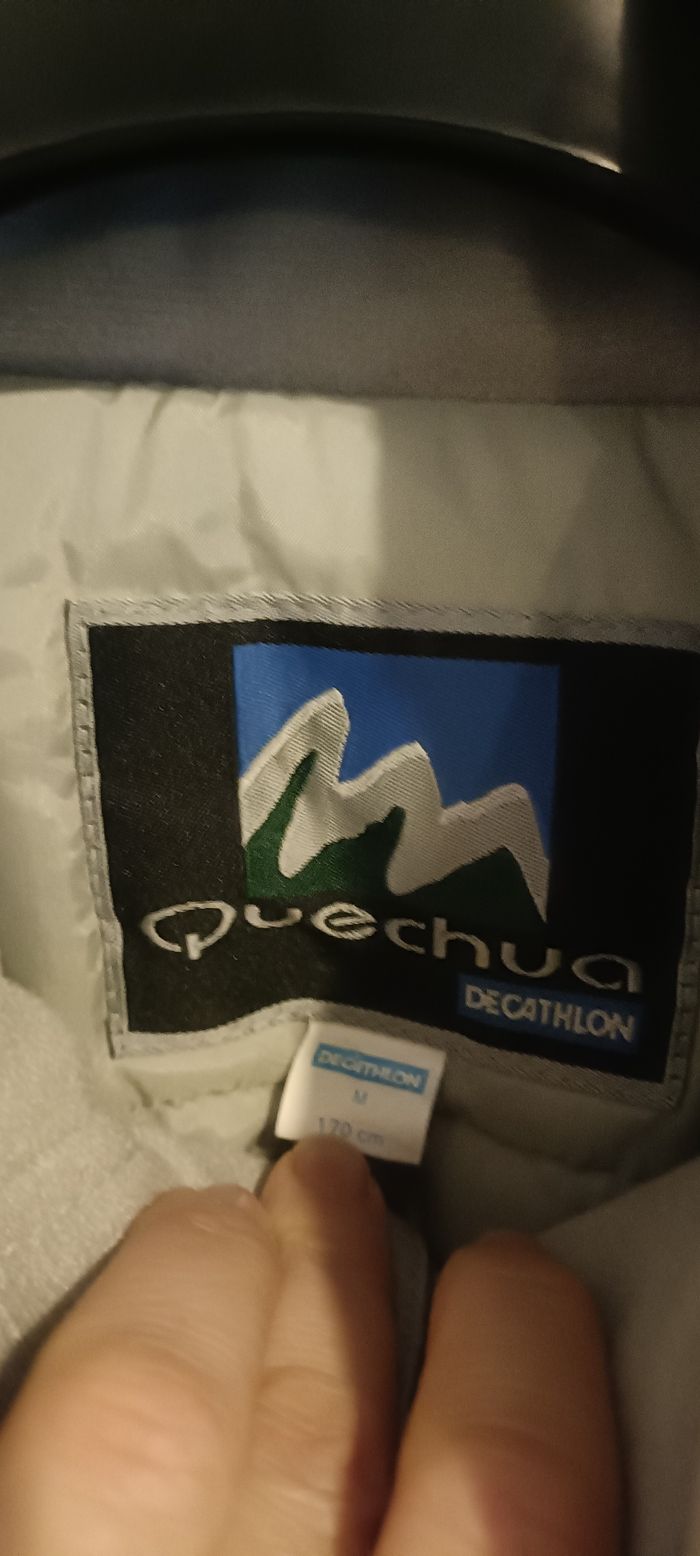 Quechua
DECATHLON
DECATHLON
M
170 cm